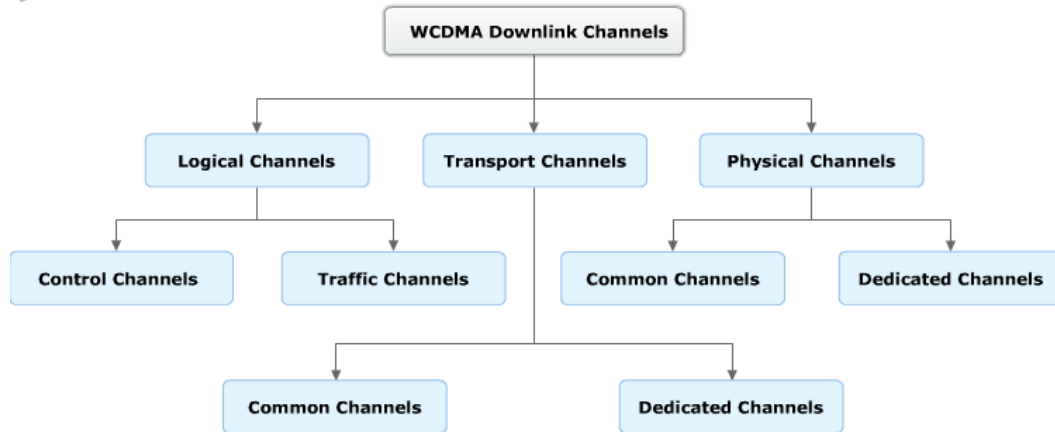 WCDMA Downlink Channels
Logical Channels
Transport Channels
Physical Channels
Control Channels
Traffic Channels
Common Channels
Dedicated Channels
Common Channels
Dedicated Channels